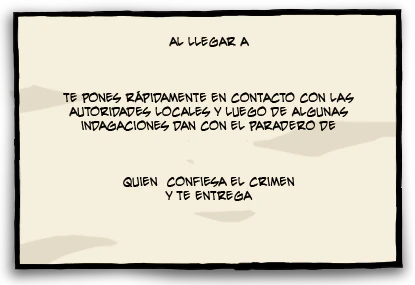 AL LLEGAR A
TE PONES RÁPIDAMENTE EN CONTACTO CON LAS
AUTORIDADES LOCALES Y LUEGO DE ALGUNAS
INDAGACIONES DAN CON EL PARADERO DE
QUIEN CONFIESA EL CRIMEN
Y TE ENTREGA